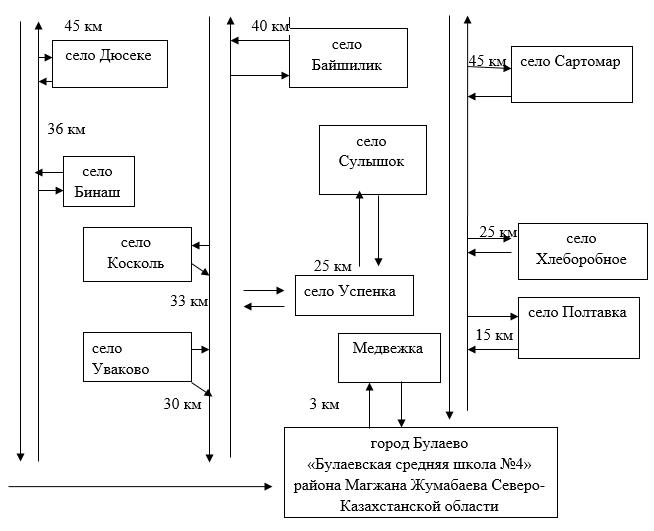 45 км
село Дюсеке
36 км
село
Бинаш
село
Косколь
33 км
село
Уваково
30 км
40 км
село
Байшилик
село
Сулышок
25 км
село Успенка
Медвежка
3 км
45 км
село Сартомар
25 км
село
Хлеборобное
село Полтавка
15 км
город Булаево
«Булаевская средняя школа №4»
района Магжана Жумабаева Северо-
Казахстанской области